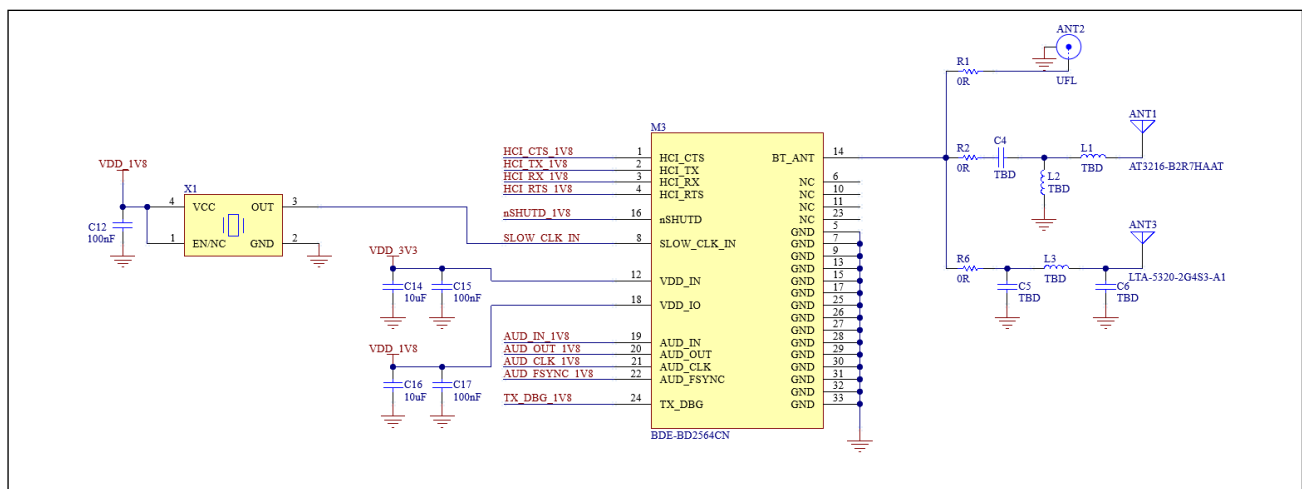 ANT2
R1
0R
UFL
M3
ANT1
HCI_CTS_1V8 1 HCI_CTS BT_ANT 14 R2 C4 L1
0R TBD TBD AT3216-B2R7HAAT
HCI_TX_1V8 2 HCI_TX
VDD_1V8
HCI_RX_1V8 3 HCI_RX NC 6
L2
TBD
HCI_RTS_1V8 4 HCI_RTS NC 10
X1
NC 11
4 VCC OUT 3
nSHUTD_1V8 16 nSHUTD NC 23
C12
100nF
GND 5
ANT3
1 EN/NC GND 2
SLOW_CLK_IN 8 SLOW_CLK_IN GND 7
VDD_3V3
GND 9
R6 L3
0R TBD LTA-5320-2G4S3-A1
GND 13
12 VDD_IN GND 15
C14 C15
10uF 100nF
C5 C6
TBD TBD
GND 17
18 VDD_IO GND 25
GND 26
GND 27
AUD_IN_1V8 19 AUD_IN GND 28
VDD_1V8
AUD_OUT_1V8 20 AUD_OUT GND 29
AUD_CLK_1V8 21 AUD_CLK GND 30
AUD_FSYNC_1V8 22 AUD_FSYNC GND 31
C16 C17
10uF 100nF
GND 32
TX_DBG_1V8 24 TX_DBG GND 33
BDE-BD2564CN